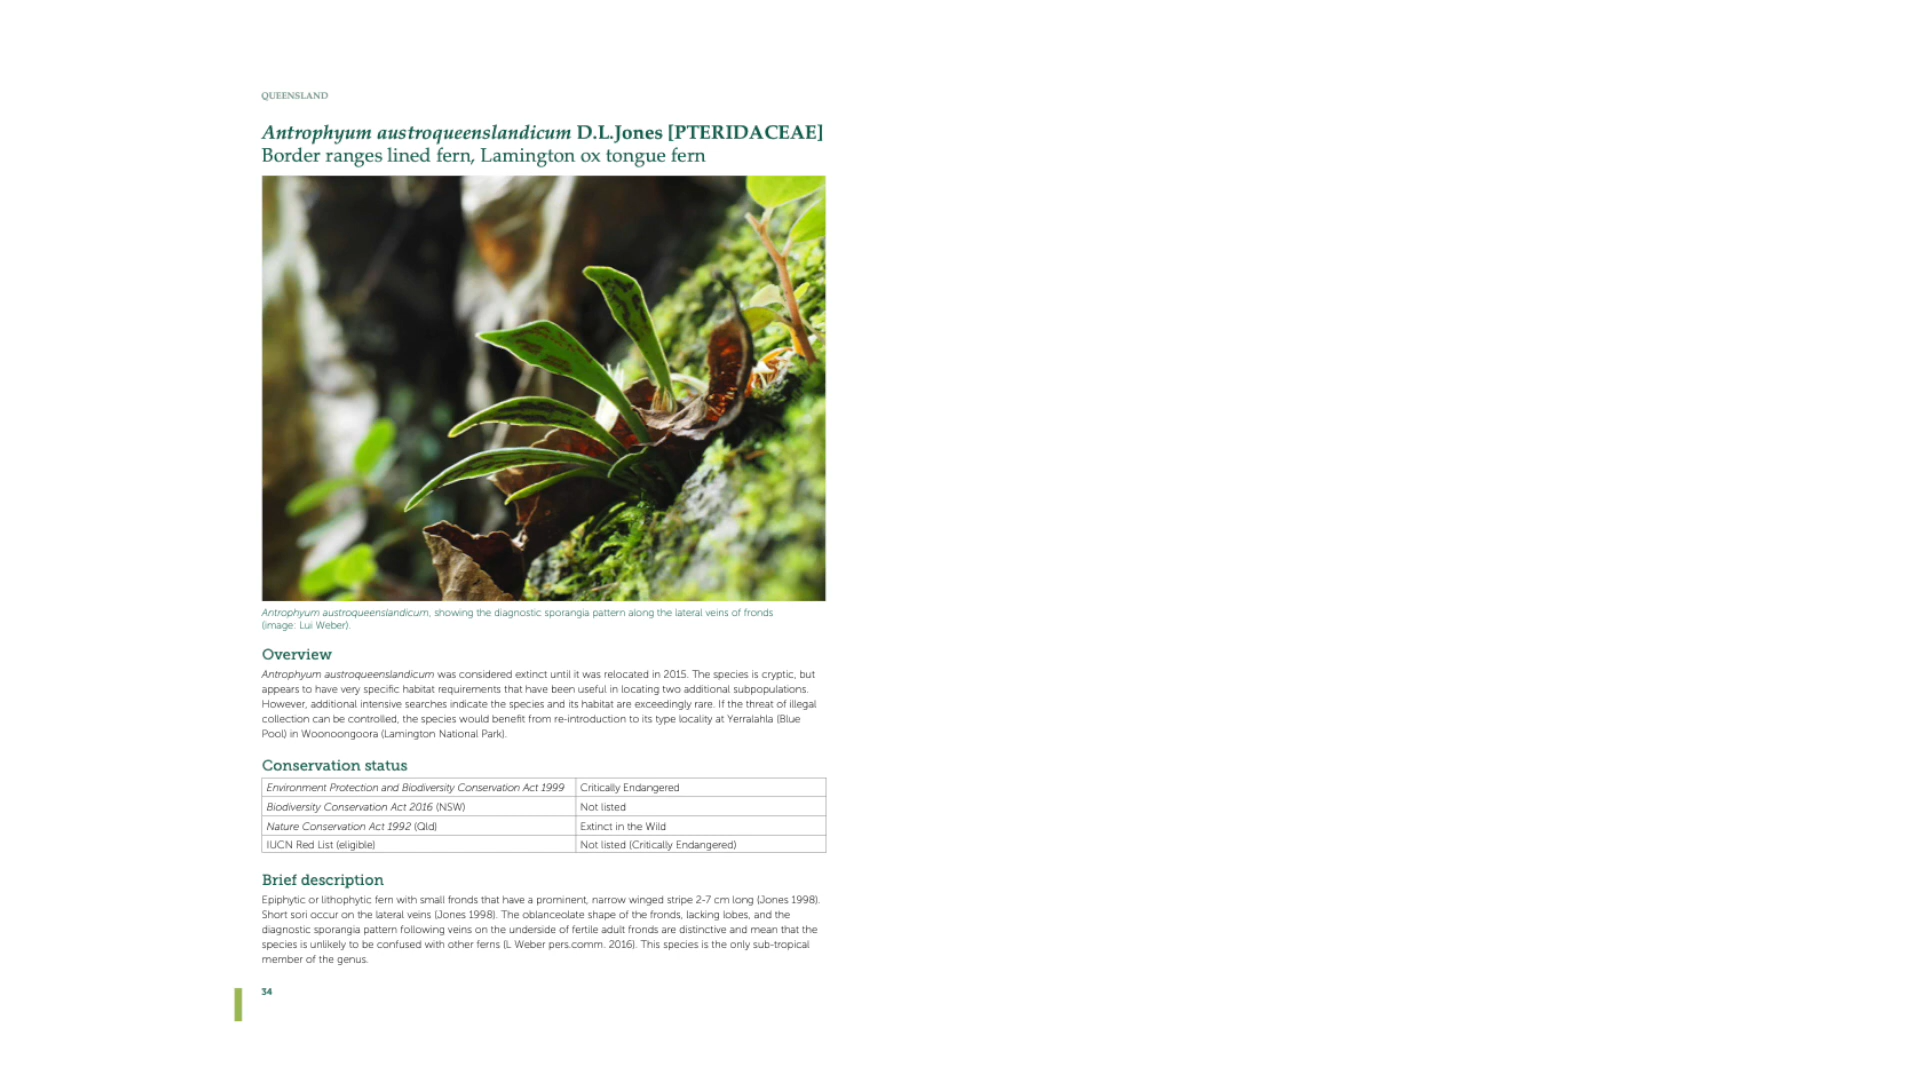 QUEENSLAND
Antrophyum austroqueenslandicum D.L.Jones [PTERIDACEAE]
Border ranges lined fern, Lamington ox tongue fern
Antrophyum austroqueenslandicum, showing the diagnostic sporangia pattern along the lateral veins of fronds
(image: Lui Weber).
Overview
Antrophyum austroqueenslandicum was considered extinct until it was relocated in 2015. The species is cryptic, but
appears to have very specific habitat requirements that have been useful in locating two additional subpopulations.
However, additional intensive searches indicate the species and its habitat are exceedingly rare. If the threat of illegal
collection can be controlled, the species would benefit from re-introduction to its type locality at Yerralahla (Blue
Pool) in Woonoongoora (Lamington National Park).
Conservation status
Environment Protection and Biodiversity Conservation Act 1999 Critically Endangered
Biodiversity Conservation Act 2016 (NSW) Not listed
Nature Conservation Act 1992 (Qld) Extinct in the Wild
IUCN Red List (eligible) Not listed (Critically Endangered)
Brief description
Epiphytic or lithophytic fern with small fronds that have a prominent, narrow winged stripe 2-7 cm long (Jones 1998).
Short sori occur on the lateral veins (Jones 1998). The oblanceolate shape of the fronds, lacking lobes, and the
diagnostic sporangia pattern following veins on the underside of fertile adult fronds are distinctive and mean that the
species is unlikely to be confused with other ferns (L Weber pers.comm. 2016). This species is the only sub-tropical
member of the genus.
34